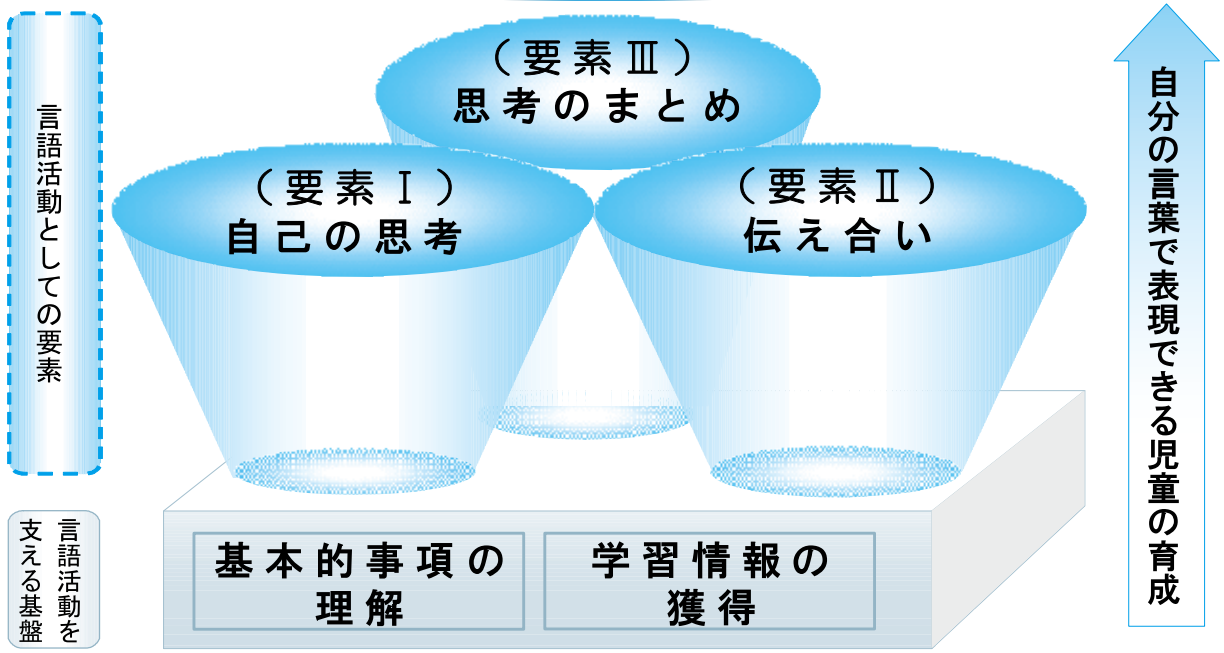 (要素Ⅲ)
思考のまとめ
(要素Ⅰ)
自己の思考
(要素Ⅱ)
伝え合い
言語活動としての要素
基本的事項の
理解
学習情報の
獲得
言語活動を
支える基盤
自分の言葉で表現できる児童の育成